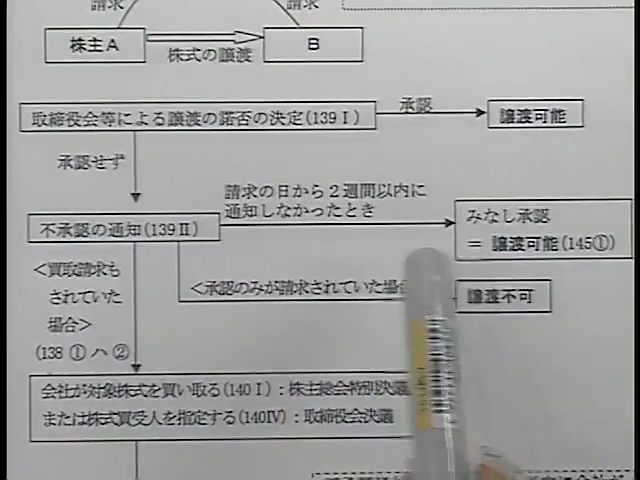 請求
請求
株主A
B
株式の譲渡
取締役会等による譲渡の諾否の決定(139Ⅰ)
承認
譲渡可能
承認せず
請求の日から２週間以内に
通知しなかったとき
みなし承認
＝ 譲渡可能(145①)
不承認の通知(139Ⅱ)
<買取請求も
されていた
場合>
(138 ① ハ ②
<承認のみが請求されていた場合
譲渡不可
会社が対象株式を買い取る(140Ⅰ)：株主総会特別決議
または株式買受人を指定する(140Ⅳ)：取締役会決議